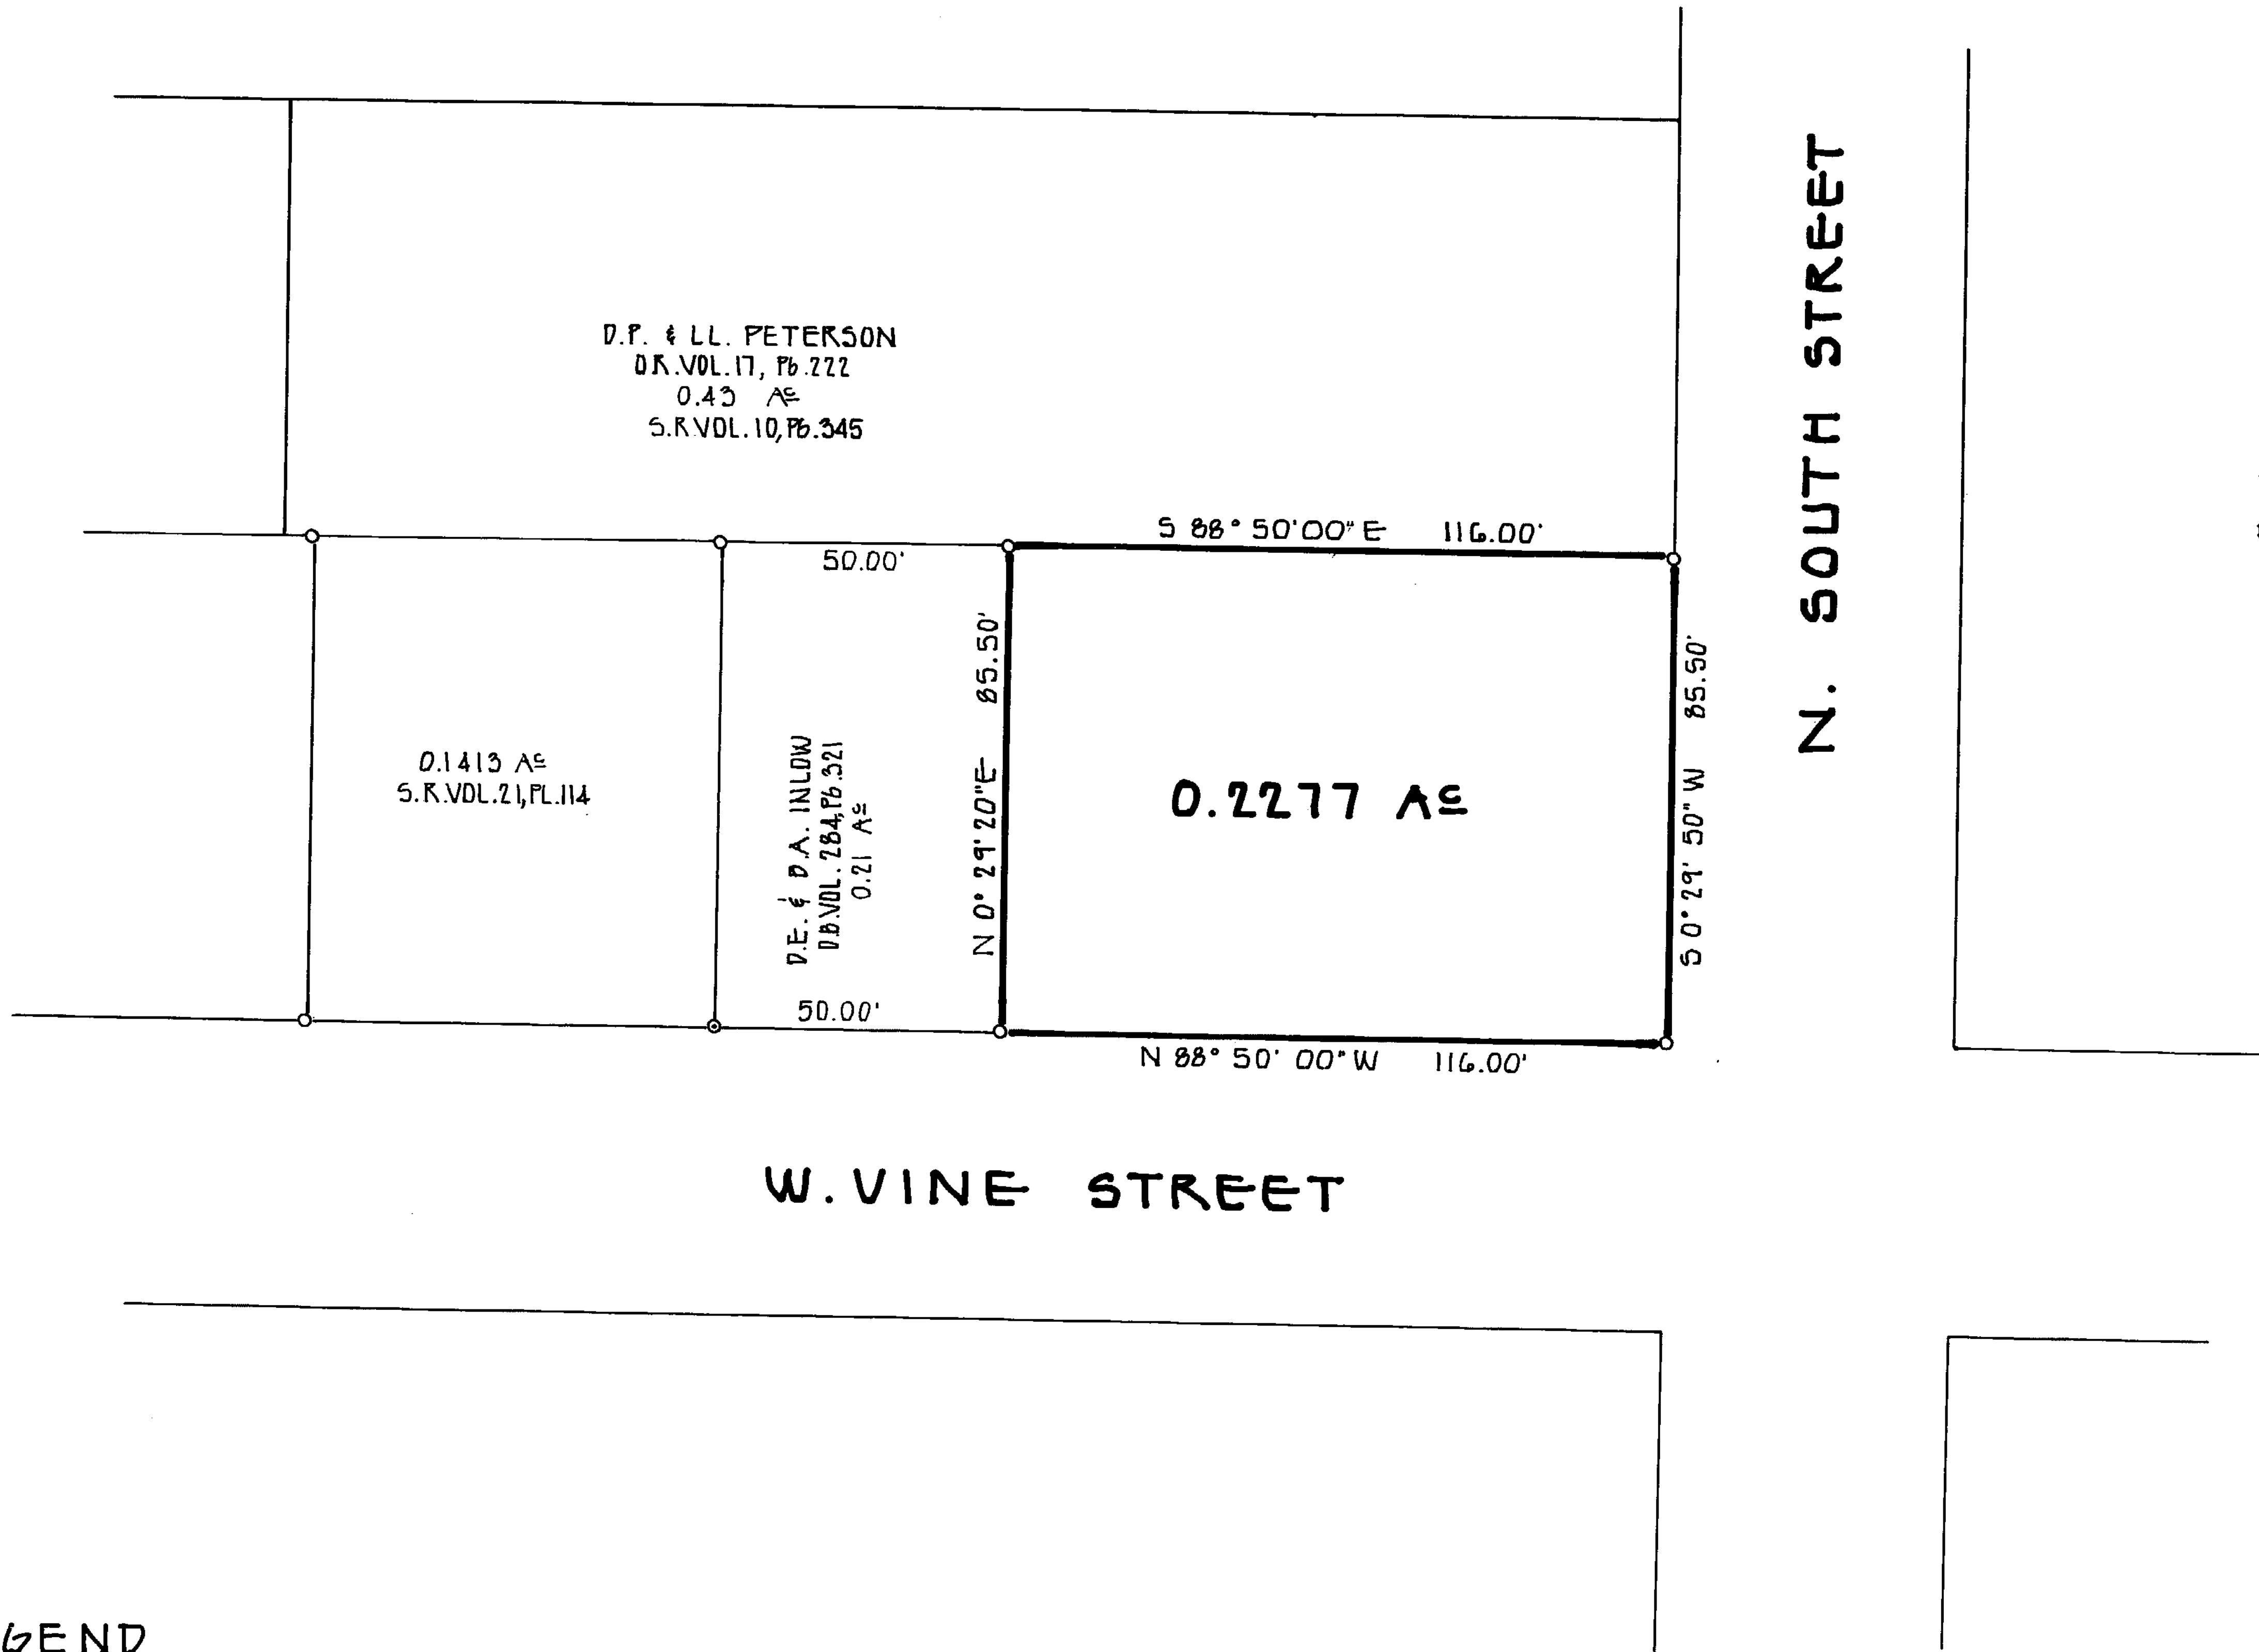 D.P. & LL. PETERSON
D.R.VOL.17, PG.222
0.43 Ac
S.R.VOL.10, PG.345
N. SOUTH STREET
S 88° 50' 00" E 116.00'
50.00'
N 0° 29' 20" E 85.50'
S 0° 29' 50" W 85.50'
0.1413 Ac
S.R.VOL.21, PL.114
D.E. & D.A. INLOW
D.B.VOL. 284, PG.321
0.21 Ac
0.2277 Ac
50.00'
N 88° 50' 00" W 116.00'
W. VINE STREET
GEND